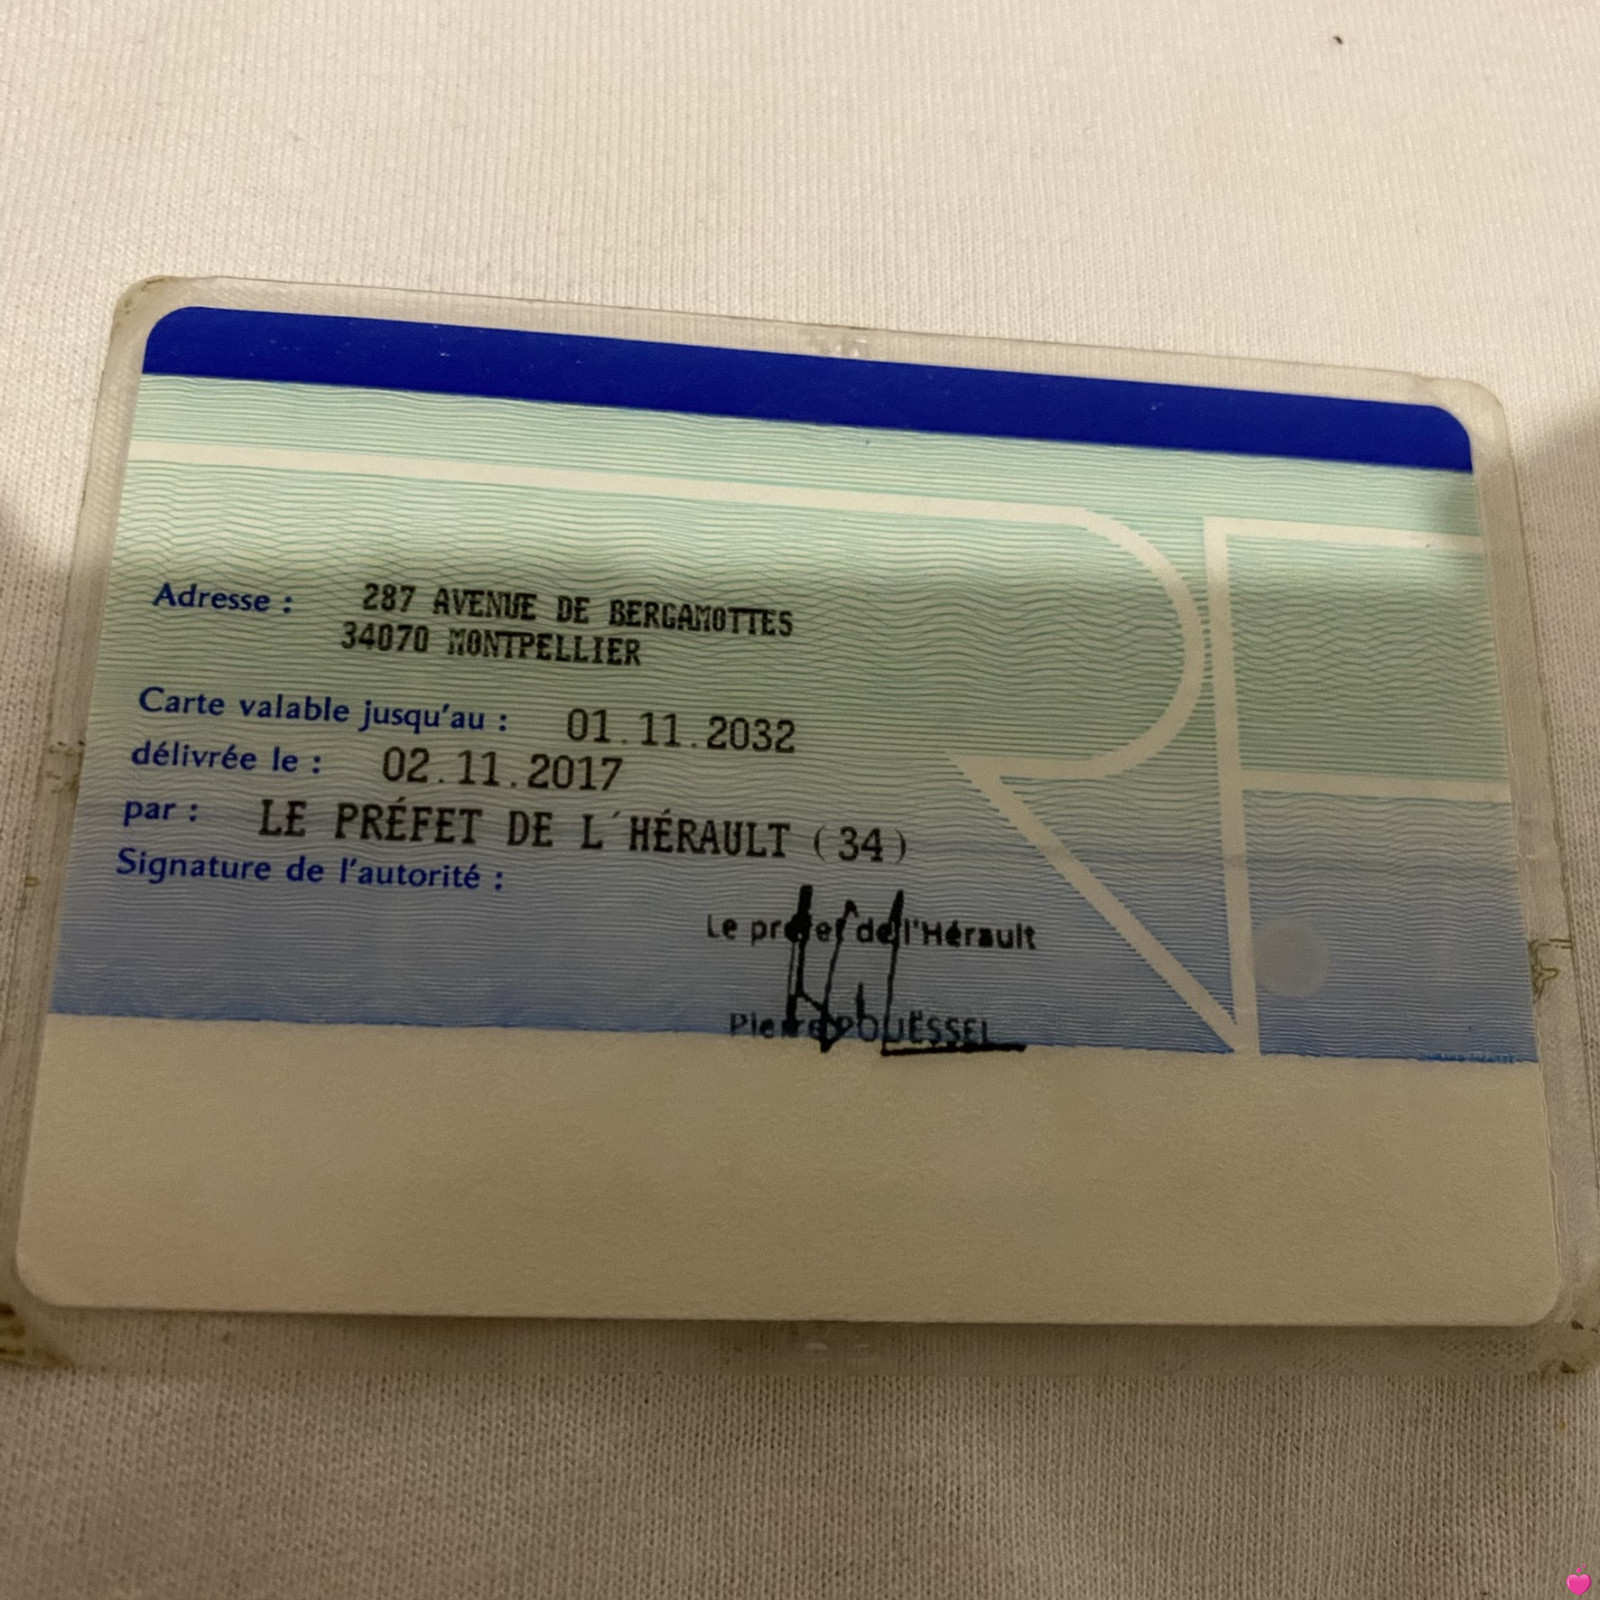 Adresse : 287 AVENUE DE BERGAMOTTES
34070 MONTPELLIER
Carte valable jusqu'au : 01.11.2032
délivrée le : 02.11.2017
par : LE PRÉFET DE L´HÉRAULT (34)
Signature de l'autorité :
Le préfet de l'Hérault
Pierre POUËSSEL
RF